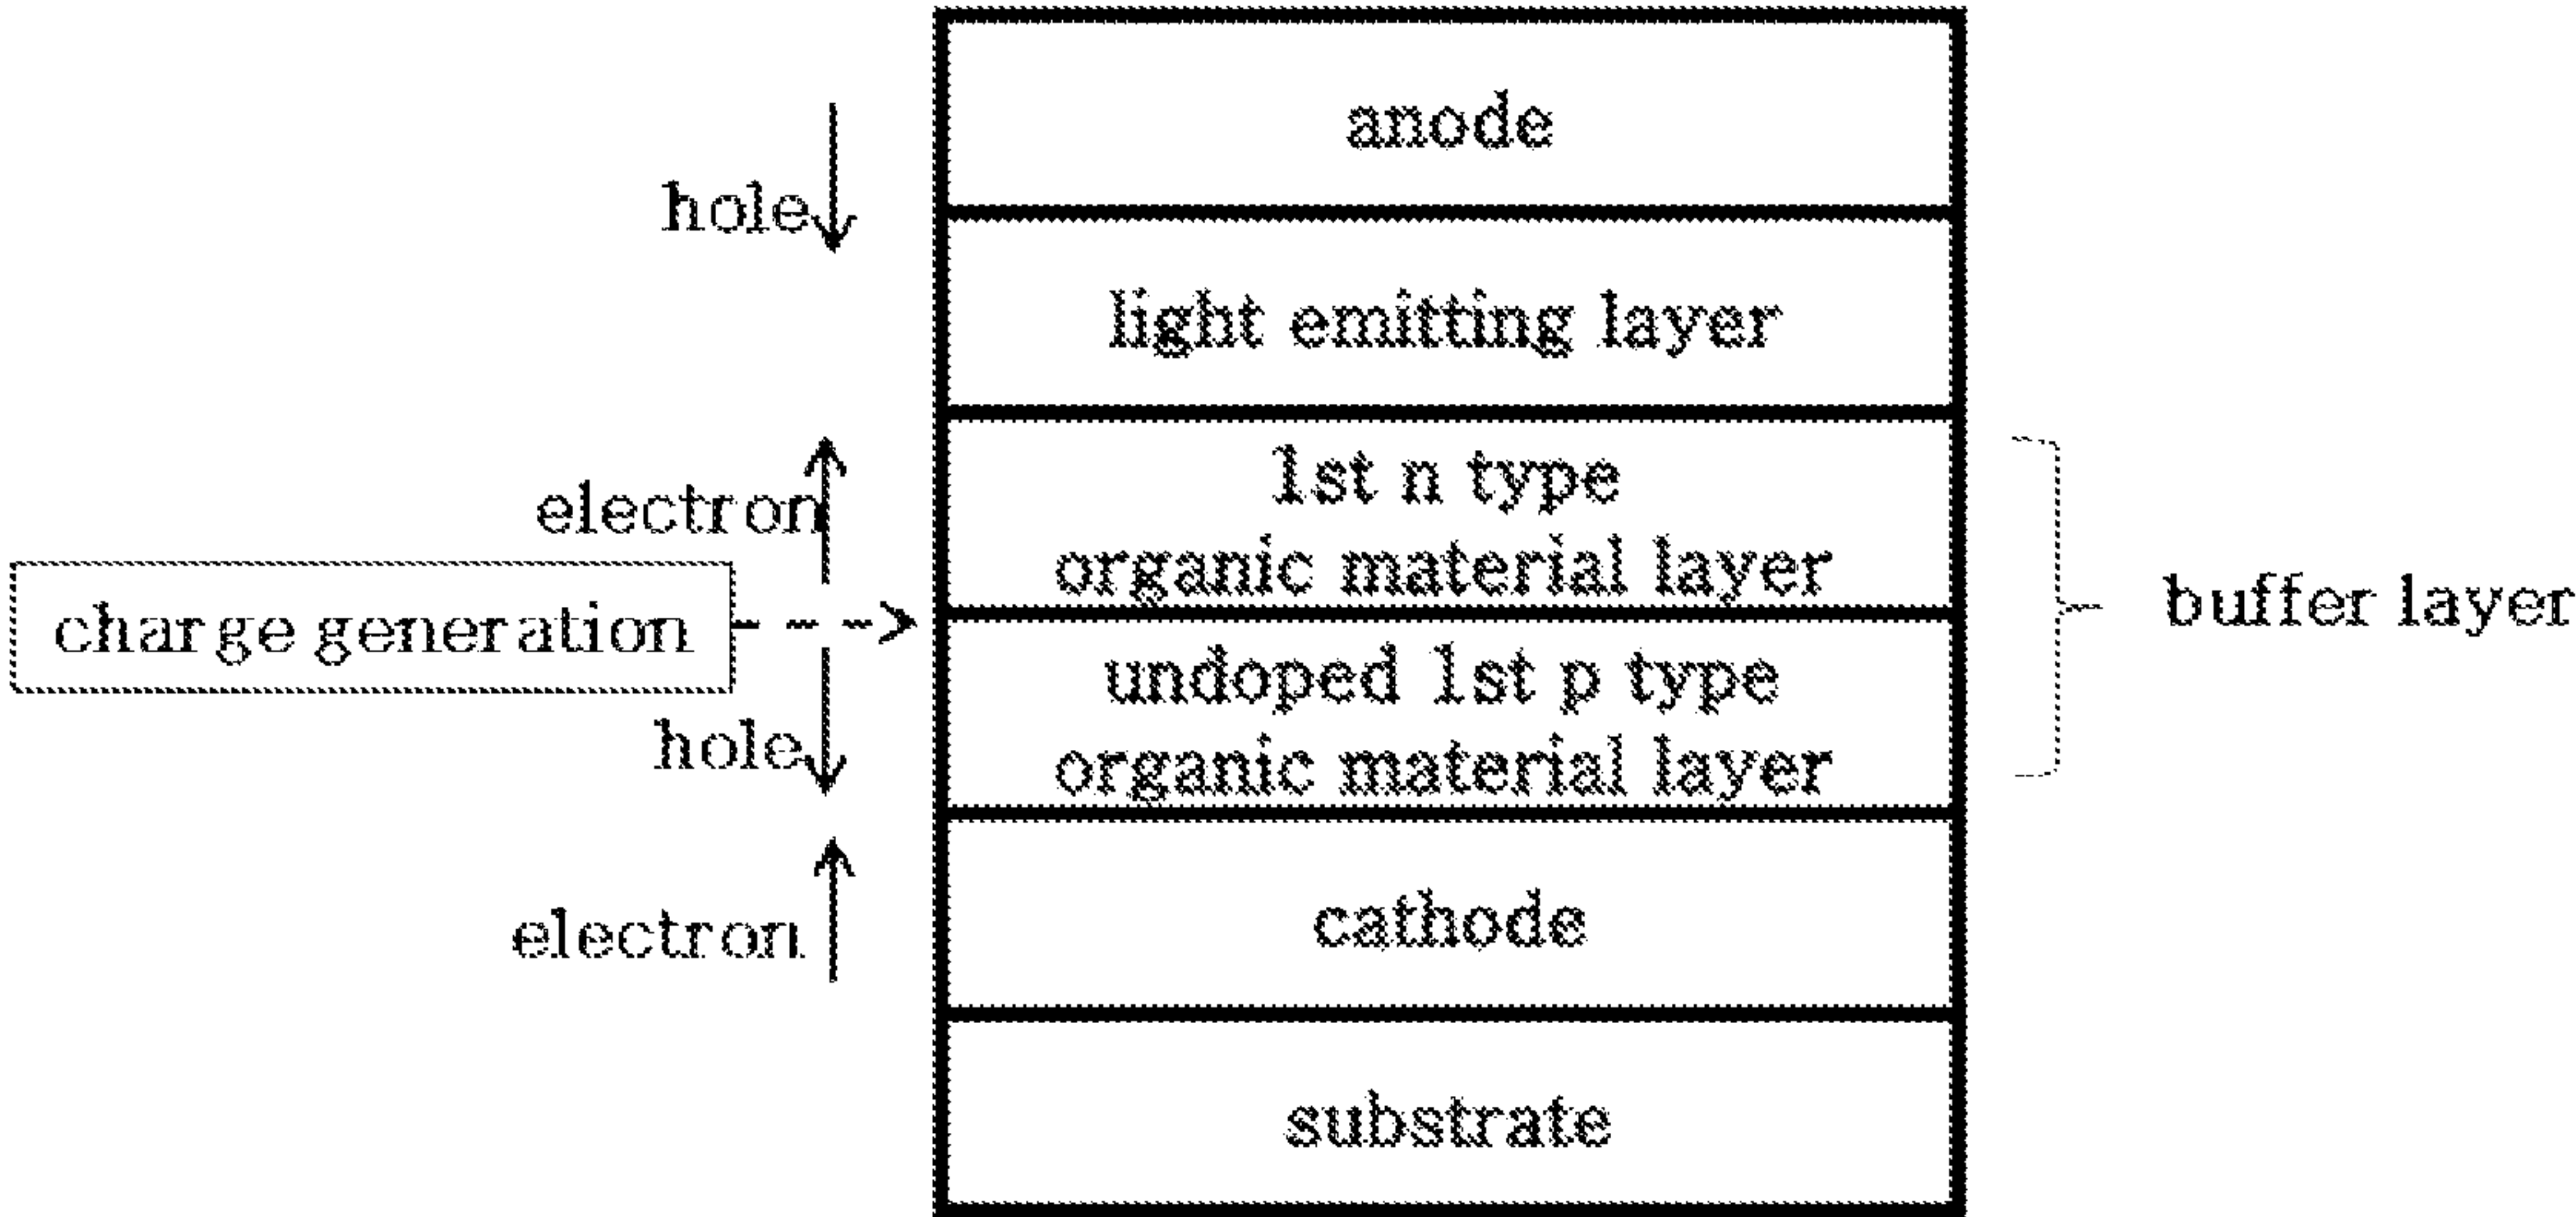 anode
hole
light emitting layer
1st n type
organic material layer
electron
charge generation
buffer layer
undoped 1st p type
organic material layer
hole
cathode
electron
substrate